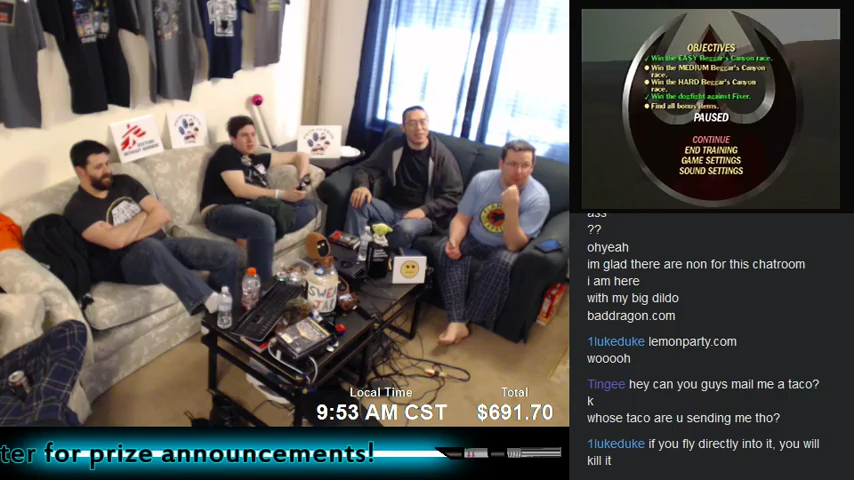 OBJECTIVES
Win the EASY Beggar's Canyon race.
Win the MEDIUM Beggar's Canyon
race.
Win the HARD Beggar's Canyon
race.
Win the dogfight against Fixer.
Find all bonus items.
PAUSED
CONTINUE
END TRAINING
GAME SETTINGS
SOUND SETTINGS
SWEAR
JAR
ass
??
ohyeah
im glad there are non for this chatroom
i am here
with my big dildo
baddragon.com
1lukeduke lemonparty.com
wooooh
Tingee hey can you guys mail me a taco?
k
whose taco are u sending me tho?
1lukeduke if you fly directly into it, you will
kill it
Local Time
9:53 AM CST
Total
$691.70
ter for prize announcements!